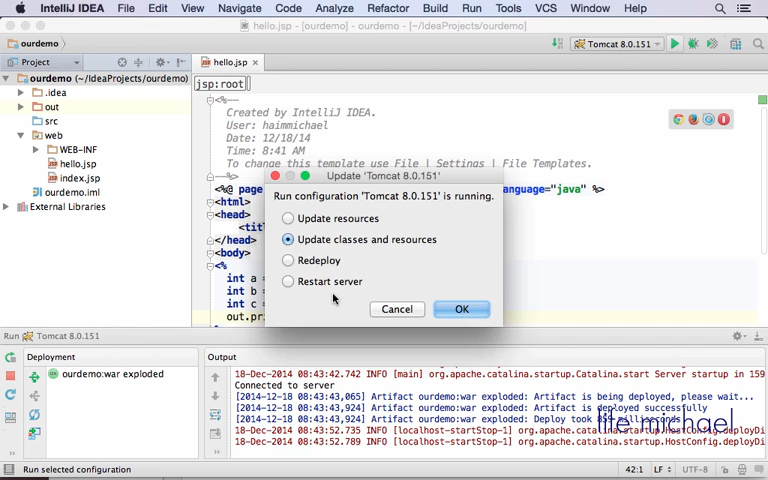 IntelliJ IDEA File Edit View Navigate Code Analyze Refactor Build Run Tools VCS Window Help
hello.jsp - [ourdemo] - ourdemo - [~/IdeaProjects/ourdemo]
ourdemo
Tomcat 8.0.151
Project
hello.jsp
ourdemo (~/IdeaProjects/ourdemo)
.idea
out
src
web
WEB-INF
hello.jsp
index.jsp
ourdemo.iml
External Libraries
jsp:root
<%--
Created by IntelliJ IDEA.
User: haimmichael
Date: 12/18/14
Time: 8:41 AM
To change this template use File | Settings | File Templates.
--%>
<%@ page
language="java" %>
<html>
<head>
</head>
<body>
<%
int a =
int b =
int c =
Update 'Tomcat 8.0.151'
Run configuration 'Tomcat 8.0.151' is running.
Update resources
Update classes and resources
Redeploy
Restart server
Cancel
OK
Run Tomcat 8.0.151
Deployment
ourdemo:war exploded
Output
18-Dec-2014 08:43:42.742 INFO [main] org.apache.catalina.startup.Catalina.start Server startup in 159
Connected to server
[2014-12-18 08:43:43,065] Artifact ourdemo:war exploded: Artifact is being deployed, please wait...
[2014-12-18 08:43:43,924] Artifact ourdemo:war exploded: Artifact is deployed successfully
[2014-12-18 08:43:43,924] Artifact ourdemo:war exploded: Deploy took
18-Dec-2014 08:43:52.735 INFO [localhost-startStop-1] org.apache.catalina.startup.HostConfig.deployDi
18-Dec-2014 08:43:52.789 INFO [localhost-startStop-1] org.apache.catalina.startup.HostConfig.deployDi
life michael
Run selected configuration
42:1 LF UTF-8